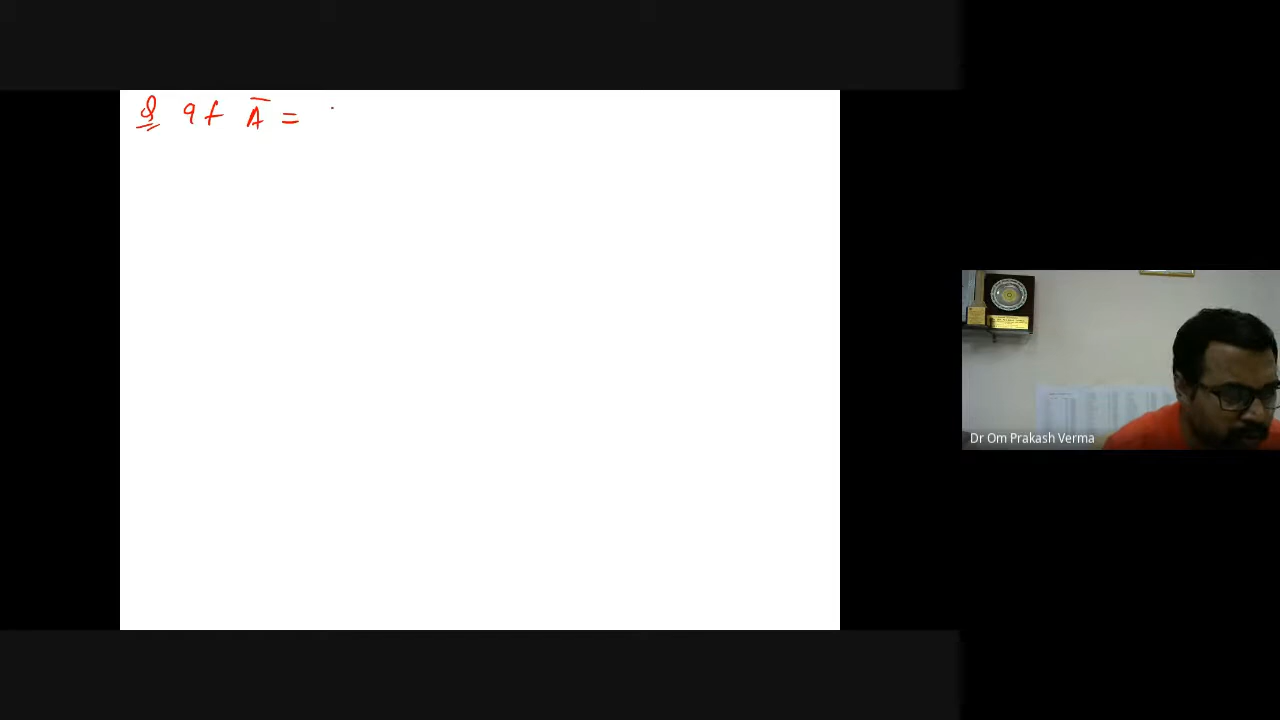 Q If Ā =
Dr Om Prakash Verma